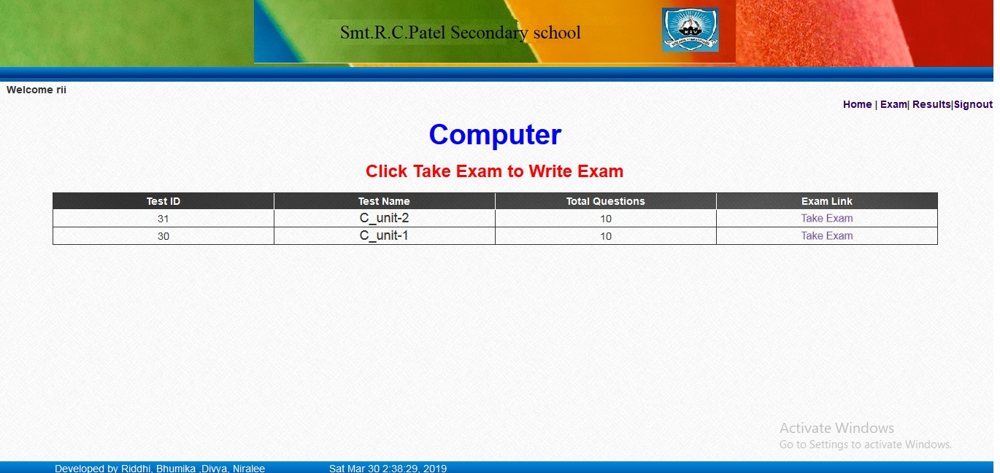 Smt.R.C.Patel Secondary school
KRV
Welcome rii
Home | Exam| Results|Signout
Computer
Click Take Exam to Write Exam
Test ID Test Name Total Questions Exam Link
31 C_unit-2 10 Take Exam
30 C_unit-1 10 Take Exam
Activate Windows
Go to Settings to activate Windows.
Developed by Riddhi, Bhumika ,Divya, Niralee Sat Mar 30 2:38:29, 2019